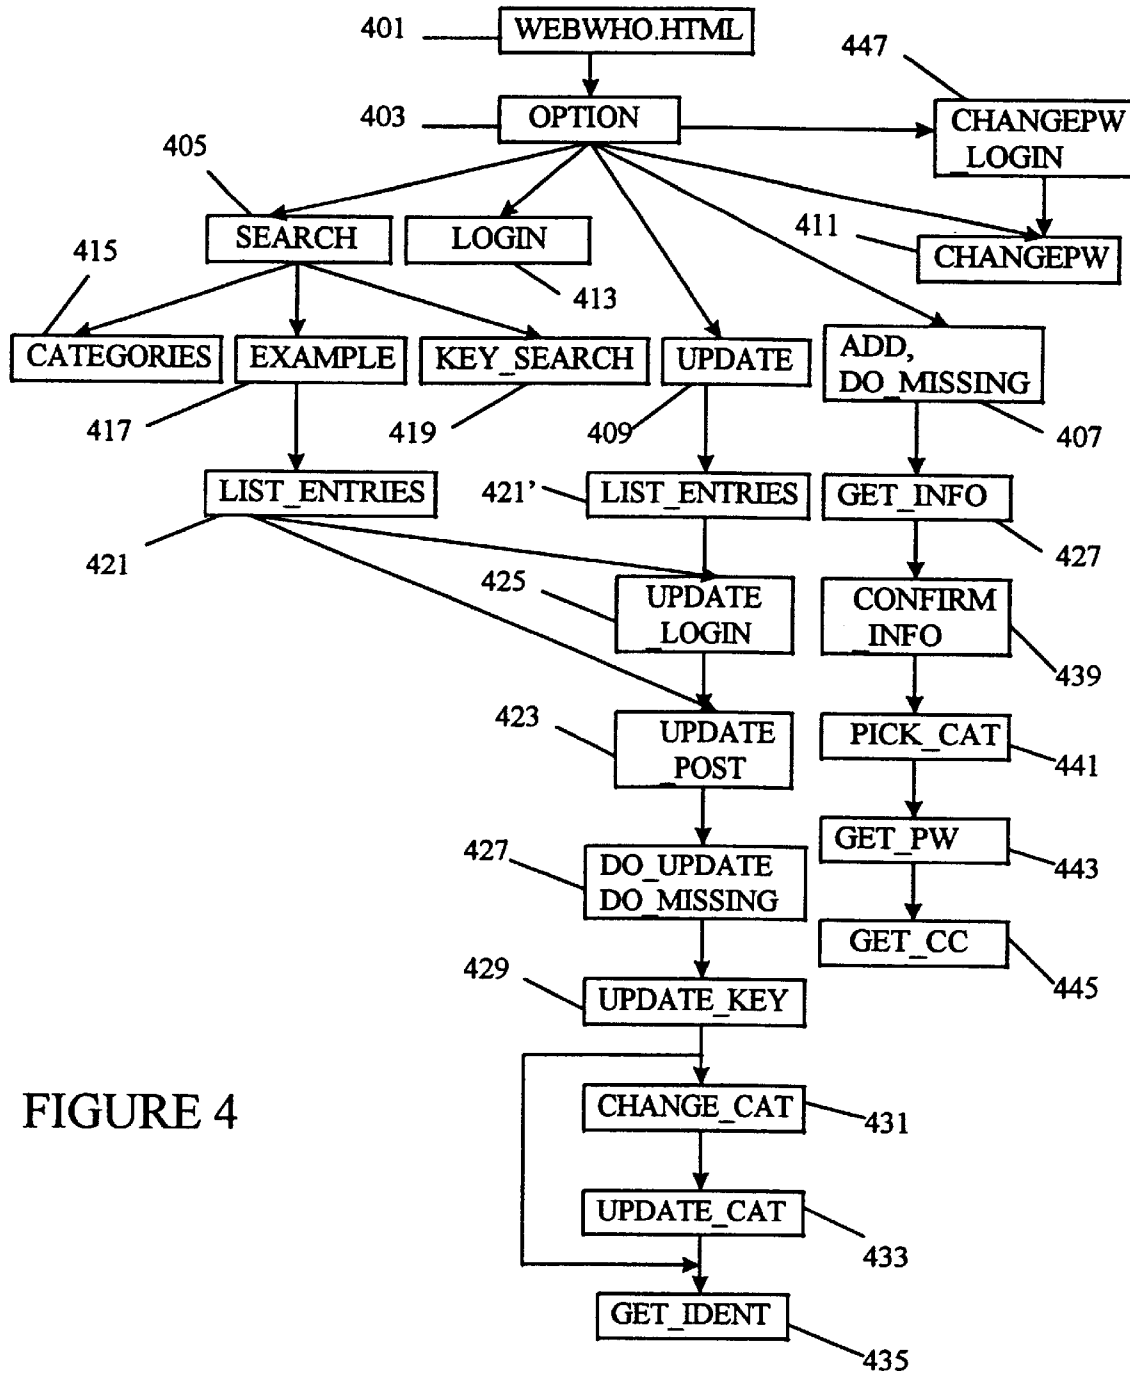 401
WEBWHO.HTML
447
403
OPTION
CHANGEPW
_LOGIN
405
SEARCH
LOGIN
411
CHANGEPW
415
413
CATEGORIES
EXAMPLE
KEY_SEARCH
UPDATE
ADD,
DO_MISSING
417
419
409
407
LIST_ENTRIES
421'
LIST_ENTRIES
GET_INFO
421
427
425
UPDATE
_LOGIN
CONFIRM
_INFO
439
423
UPDATE
_POST
PICK_CAT
441
427
DO_UPDATE
DO_MISSING
GET_PW
443
429
UPDATE_KEY
GET_CC
445
FIGURE 4
CHANGE_CAT
431
UPDATE_CAT
433
GET_IDENT
435